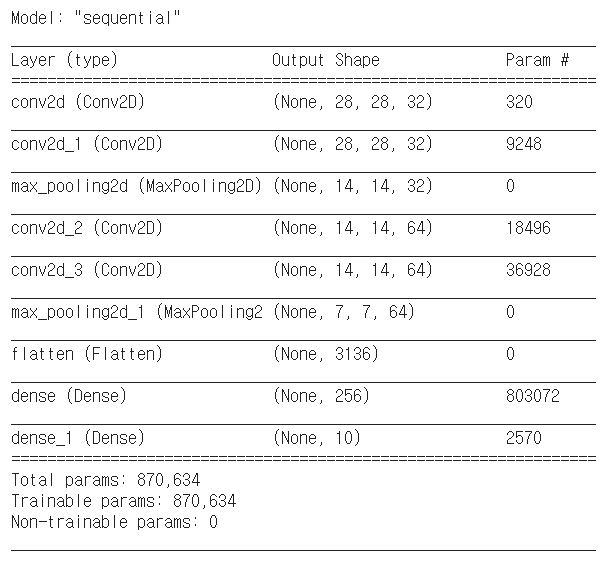 Model: "sequential"
Layer (type) Output Shape Param #
conv2d (Conv2D) (None, 28, 28, 32) 320
conv2d_1 (Conv2D) (None, 28, 28, 32) 9248
max_pooling2d (MaxPooling2D) (None, 14, 14, 32) 0
conv2d_2 (Conv2D) (None, 14, 14, 64) 18496
conv2d_3 (Conv2D) (None, 14, 14, 64) 36928
max_pooling2d_1 (MaxPooling2 (None, 7, 7, 64) 0
flatten (Flatten) (None, 3136) 0
dense (Dense) (None, 256) 803072
dense_1 (Dense) (None, 10) 2570
Total params: 870,634
Trainable params: 870,634
Non-trainable params: 0